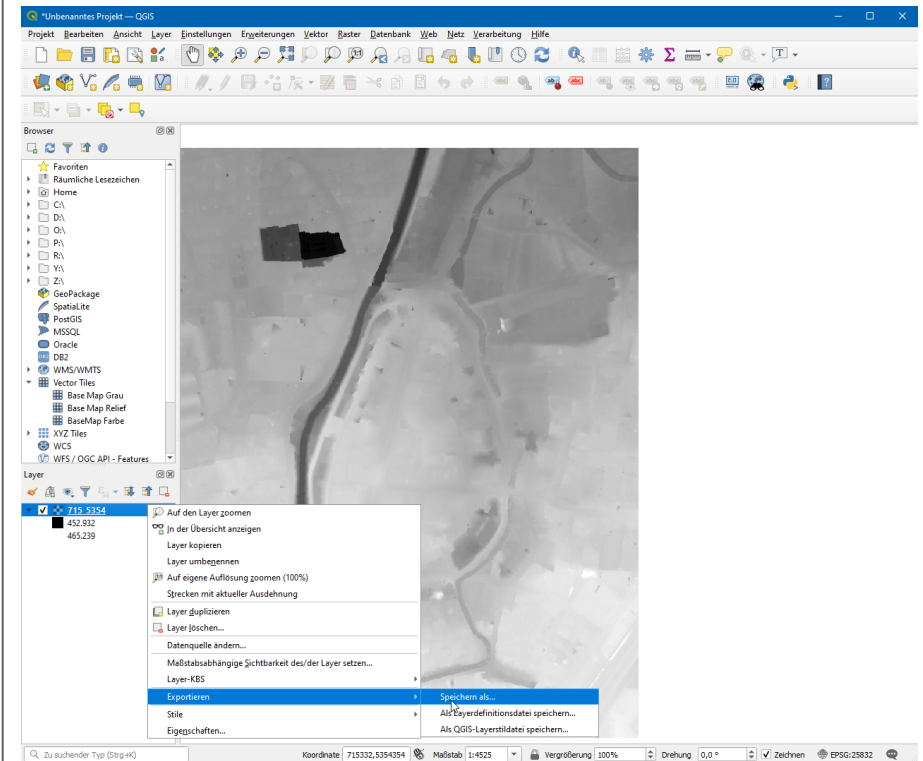 *Unbenanntes Projekt — QGIS
Projekt Bearbeiten Ansicht Layer Einstellungen Erweiterungen Vektor Raster Datenbank Web Netz Verarbeitung Hilfe
Browser
Favoriten
Räumliche Lesezeichen
Home
C:\
D:\
O:\
P:\
R:\
Y:\
Z:\
GeoPackage
SpatiaLite
PostGIS
MSSQL
Oracle
DB2
WMS/WMTS
Vector Tiles
Base Map Grau
Base Map Relief
BaseMap Farbe
XYZ Tiles
WCS
WFS / OGC API - Features
Layer
715_5354
452.932
465.239
Auf den Layer zoomen
In der Übersicht anzeigen
Layer kopieren
Layer umbenennen
Auf eigene Auflösung zoomen (100%)
Strecken mit aktueller Ausdehnung
Layer duplizieren
Layer löschen...
Datenquelle ändern...
Maßstabsabhängige Sichtbarkeit des/der Layer setzen...
Layer-KBS
Exportieren
Stile
Eigenschaften...
Speichern als...
Als Layerdefinitionsdatei speichern...
Als QGIS-Layerstildatei speichern...
Zu suchender Typ (Strg+K) Koordinate 715332,5354354 Maßstab 1:4525 Vergrößerung 100% Drehung 0,0 ° Zeichnen EPSG:25832